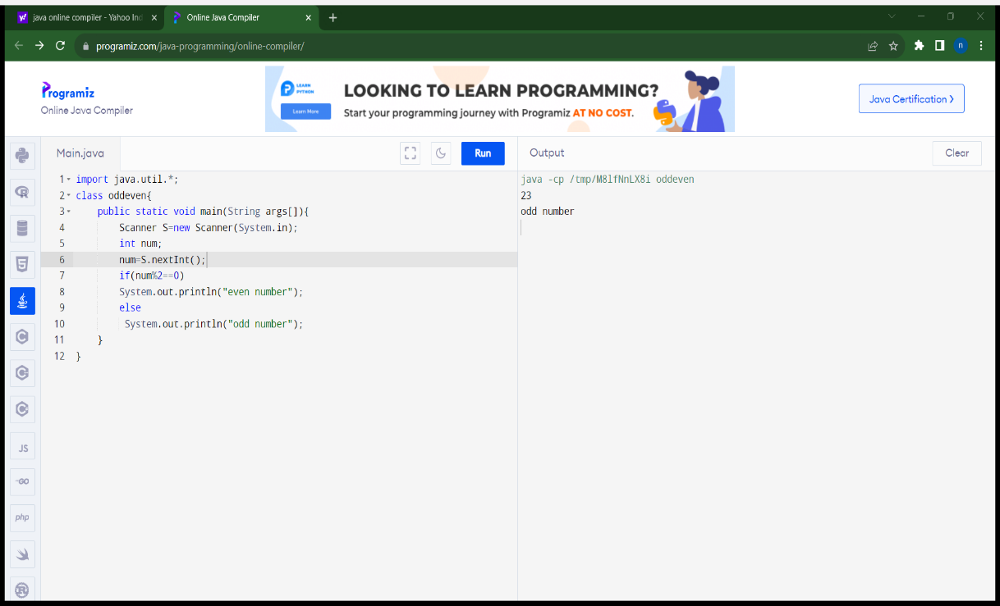 java online compiler - Yahoo Ind
Online Java Compiler
programiz.com/java-programming/online-compiler/
n
Programiz
Online Java Compiler
LEARN
PYTHON
Learn More
LOOKING TO LEARN PROGRAMMING?
Start your programming journey with Programiz AT NO COST.
Java Certification >
Main.java
Run
Output
Clear
1 import java.util.*;
2 class oddeven{
3 public static void main(String args[]){
4 Scanner S=new Scanner(System.in);
5 int num;
6 num=S.nextInt();
7 if(num%2==0)
8 System.out.println("even number");
9 else
10 System.out.println("odd number");
11 }
12 }
java -cp /tmp/M8lfNnLX8i oddeven
23
odd number
R
5
C
C
C
JS
GO
php
R